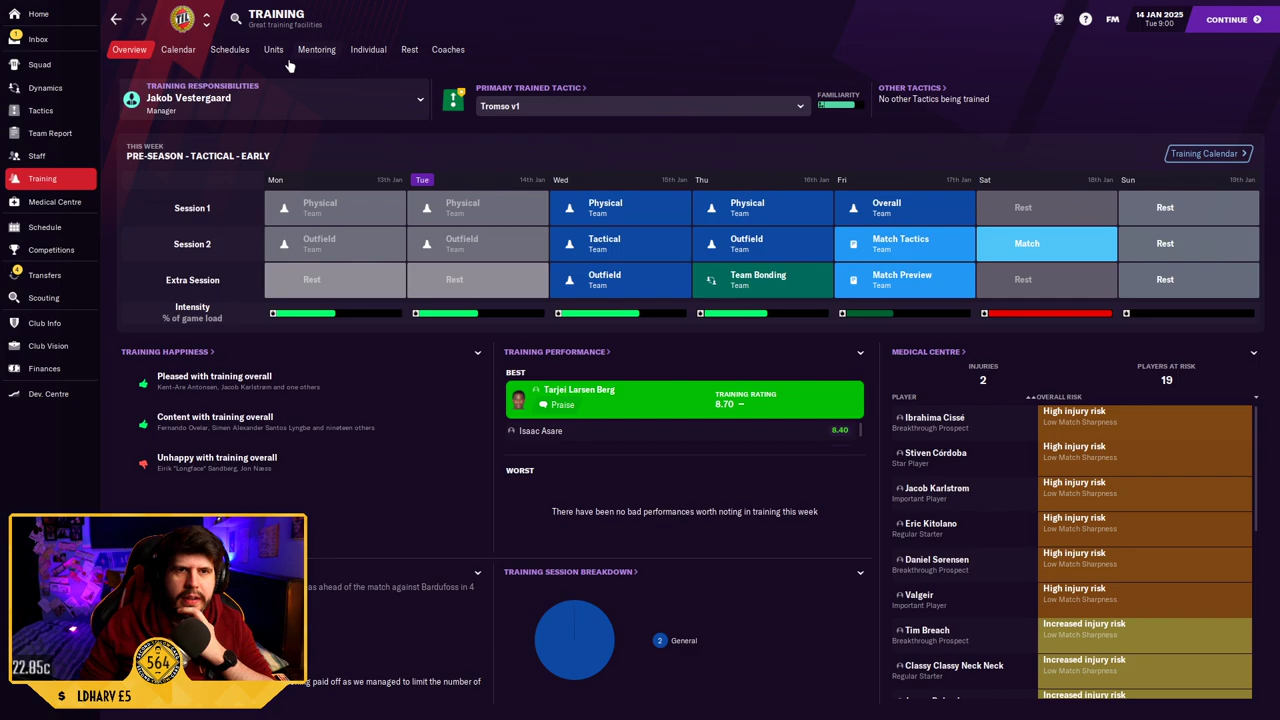 Home
Inbox
1
Squad
Dynamics
Tactics
Team Report
Staff
Training
Medical Centre
Schedule
Competitions
Transfers
4
Scouting
Club Info
Club Vision
Finances
Dev. Centre
TIL
TRAINING
Great training facilities
FM
14 JAN 2025
Tue 9:00
CONTINUE
Overview Calendar Schedules Units Mentoring Individual Rest Coaches
TRAINING RESPONSIBILITIES
Jakob Vestergaard
Manager
PRIMARY TRAINED TACTIC >
Tromso v1
FAMILIARITY
OTHER TACTICS >
No other Tactics being trained
THIS WEEK
PRE-SEASON - TACTICAL - EARLY
Training Calendar >
Mon 13th Jan Tue 14th Jan Wed 15th Jan Thu 16th Jan Fri 17th Jan Sat 18th Jan Sun 19th Jan
Session 1
Physical Physical Physical Physical Overall Rest Rest
Team Team Team Team Team
Session 2
Outfield Outfield Tactical Outfield Match Tactics Match Rest
Team Team Team Team Team
Extra Session
Rest Rest Outfield Team Bonding Match Preview Rest Rest
Team Team Team
Intensity
% of game load
TRAINING HAPPINESS >
Pleased with training overall
Kent-Are Antonsen, Jacob Karlstrøm and one others
Content with training overall
Fernando Ovelar, Simen Alexander Santos Lyngbø and nineteen others
Unhappy with training overall
Eirik "Longface" Sandberg, Jon Næss
TRAINING PERFORMANCE >
BEST
Tarjei Larsen Berg
Praise
TRAINING RATING
8.70 –
Isaac Asare 8.40
WORST
There have been no bad performances worth noting in training this week
MEDICAL CENTRE >
INJURIES
2
PLAYERS AT RISK
19
PLAYER OVERALL RISK
Ibrahima Cissé
Breakthrough Prospect
High injury risk
Low Match Sharpness
Stiven Córdoba
Star Player
High injury risk
Low Match Sharpness
Jacob Karlstrøm
Important Player
High injury risk
Low Match Sharpness
Eric Kitolano
Regular Starter
High injury risk
Low Match Sharpness
Daniel Sørensen
Breakthrough Prospect
High injury risk
Low Match Sharpness
Valgeir
Important Player
High injury risk
Low Match Sharpness
Tim Breach
Breakthrough Prospect
Increased injury risk
Low Match Sharpness
Classy Classy Neck Neck
Regular Starter
Increased injury risk
Low Match Sharpness
Increased injury risk
as ahead of the match against Bardufoss in 4
ng paid off as we managed to limit the number of
TRAINING SESSION BREAKDOWN >
2 General
22.85c
564
$ LDHARY £5